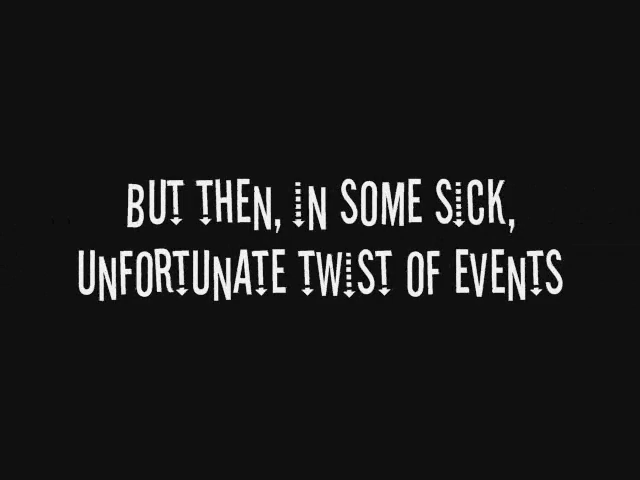 BUT THEN, IN SOME SICK,
UNFORTUNATE TWIST OF EVENTS